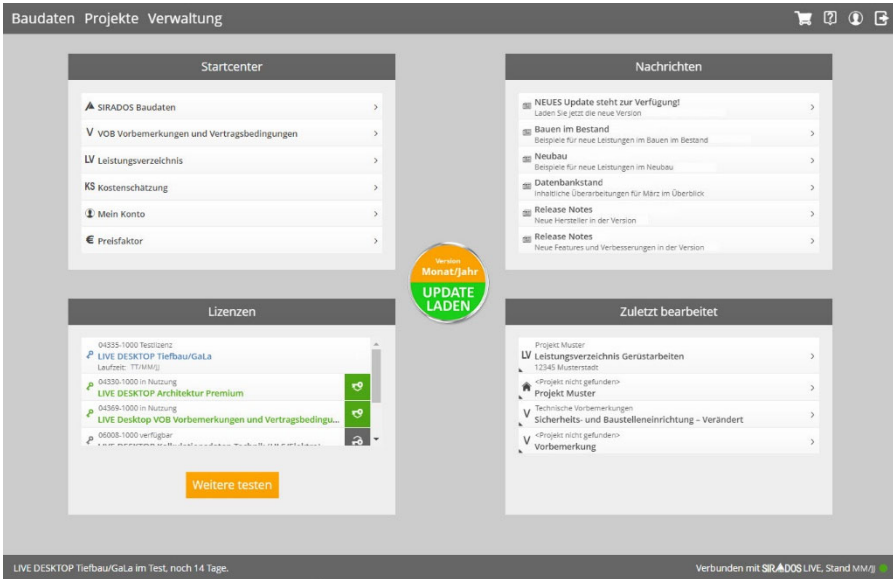 Baudaten Projekte Verwaltung
Startcenter
SIRADOS Baudaten
V VOB Vorbemerkungen und Vertragsbedingungen
LV Leistungsverzeichnis
KS Kostenschätzung
Mein Konto
€ Preisfaktor
Nachrichten
NEUES Update steht zur Verfügung!
Laden Sie jetzt die neue Version
Bauen im Bestand
Beispiele für neue Leistungen im Bauen im Bestand
Neubau
Beispiele für neue Leistungen im Neubau
Datenbankstand
Inhaltliche Überarbeitungen für März im Überblick
Release Notes
Neue Hersteller in der Version
Release Notes
Neue Features und Verbesserungen in der Version
Version
Monat/Jahr
UPDATE
LADEN
Lizenzen
04335-1000 Testlizenz
LIVE DESKTOP Tiefbau/GaLa
Laufzeit: TT/MM/JJ
04330-1000 in Nutzung
LIVE DESKTOP Architektur Premium
04369-1000 in Nutzung
LIVE Desktop VOB Vorbemerkungen und Vertragsbedingu...
06008-1000 verfügbar
Weitere testen
Zuletzt bearbeitet
Projekt Muster
LV Leistungsverzeichnis Gerüstarbeiten
12345 Musterstadt
<Projekt nicht gefunden>
Projekt Muster
Technische Vorbemerkungen
V Sicherheits- und Baustelleneinrichtung – Verändert
<Projekt nicht gefunden>
V Vorbemerkung
LIVE DESKTOP Tiefbau/GaLa im Test, noch 14 Tage.
Verbunden mit SIRADOS LIVE, Stand MM/JJ